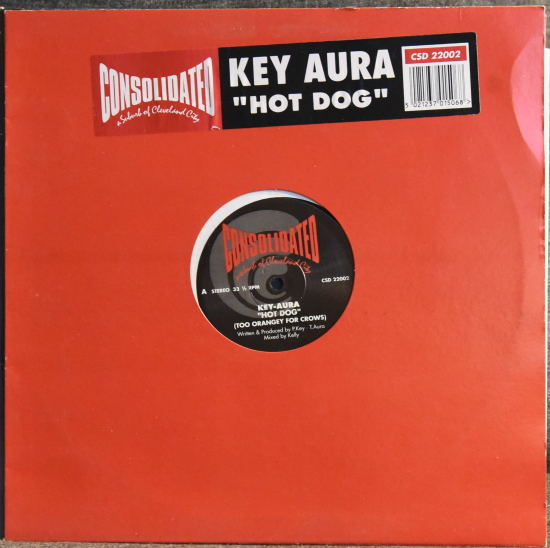 CONSOLIDATED
a Suburb of Cleveland City
KEY AURA
"HOT DOG"
CSD 22002
5 021237 015068 >
CONSOLIDATED
a Suburb of Cleveland City
A STEREO 33 ⅓ RPM
CSD 22002
KEY-AURA
"HOT DOG"
(TOO ORANGEY FOR CROWS)
Written & Produced by P.Key · T.Aura
Mixed by Kelly